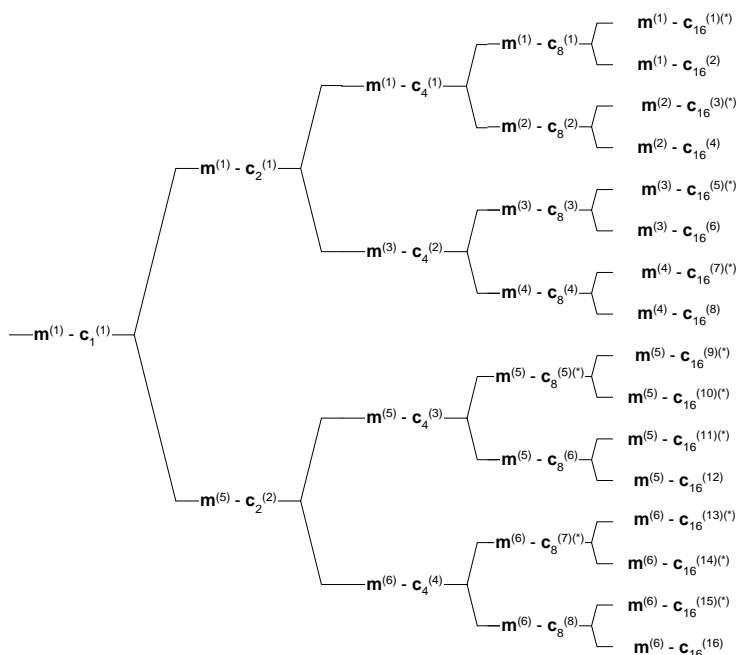 m(1) - c16(1)(*)
m(1) - c8(1)
m(1) - c16(2)
m(1) - c4(1)
m(2) - c16(3)(*)
m(2) - c8(2)
m(2) - c16(4)
m(1) - c2(1)
m(3) - c16(5)(*)
m(3) - c8(3)
m(3) - c16(6)
m(3) - c4(2)
m(4) - c16(7)(*)
m(4) - c8(4)
m(4) - c16(8)
m(1) - c1(1)
m(5) - c16(9)(*)
m(5) - c8(5)(*)
m(5) - c16(10)(*)
m(5) - c4(3)
m(5) - c16(11)(*)
m(5) - c8(6)
m(5) - c16(12)
m(5) - c2(2)
m(6) - c16(13)(*)
m(6) - c8(7)(*)
m(6) - c16(14)(*)
m(6) - c4(4)
m(6) - c16(15)(*)
m(6) - c8(8)
m(6) - c16(16)